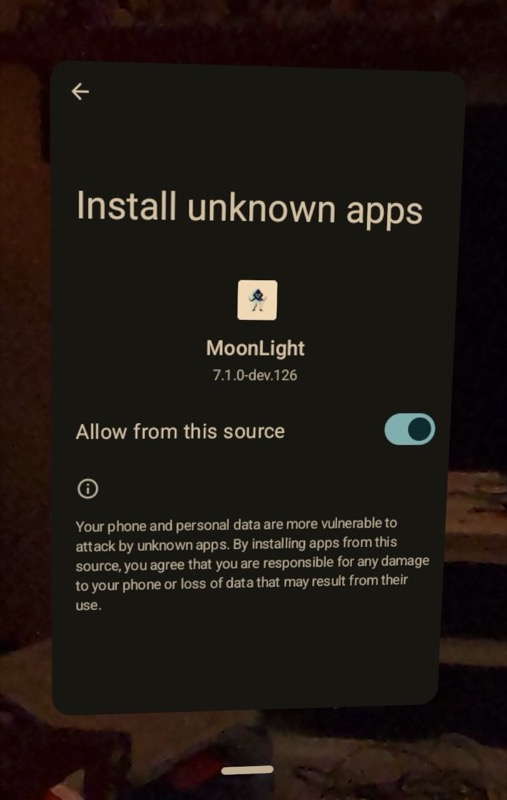 Install unknown apps
MoonLight
7.1.0-dev.126
Allow from this source
Your phone and personal data are more vulnerable to
attack by unknown apps. By installing apps from this
source, you agree that you are responsible for any damage
to your phone or loss of data that may result from their
use.